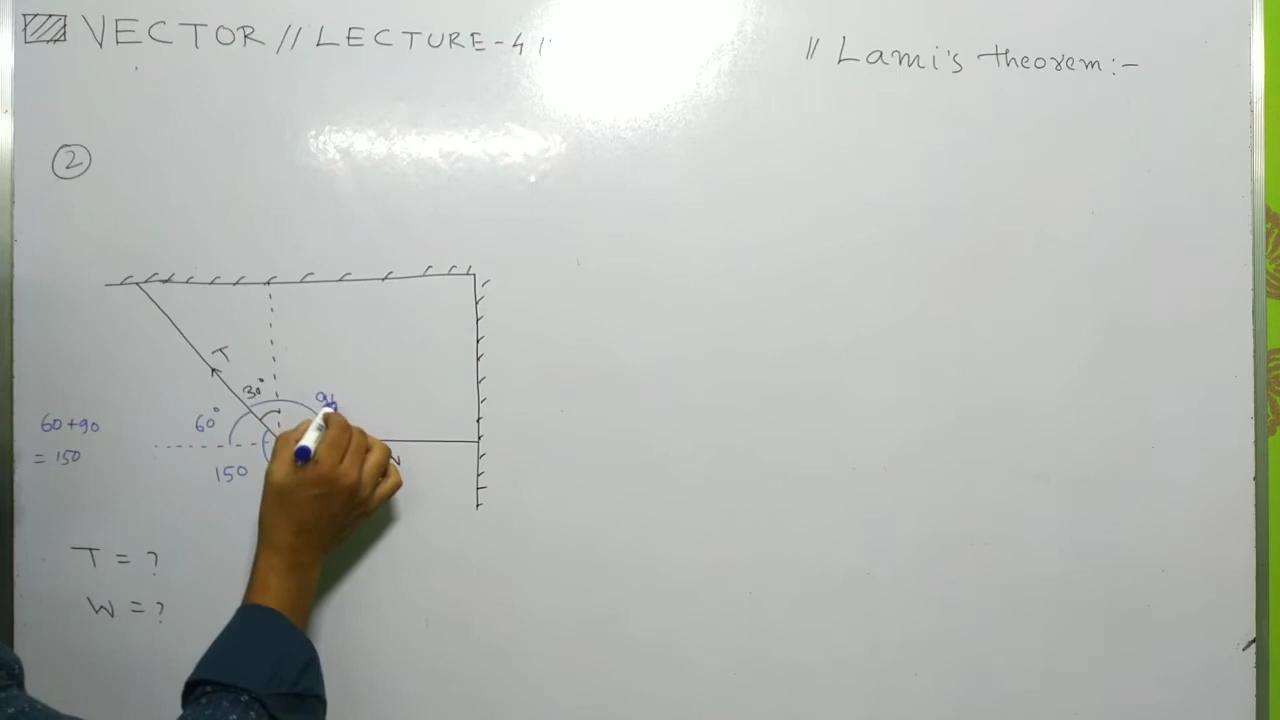 VECTOR // LECTURE-4 //
// Lami's theorem:-
②
T
30°
60°
60+90
= 150
150
T = ?
W = ?